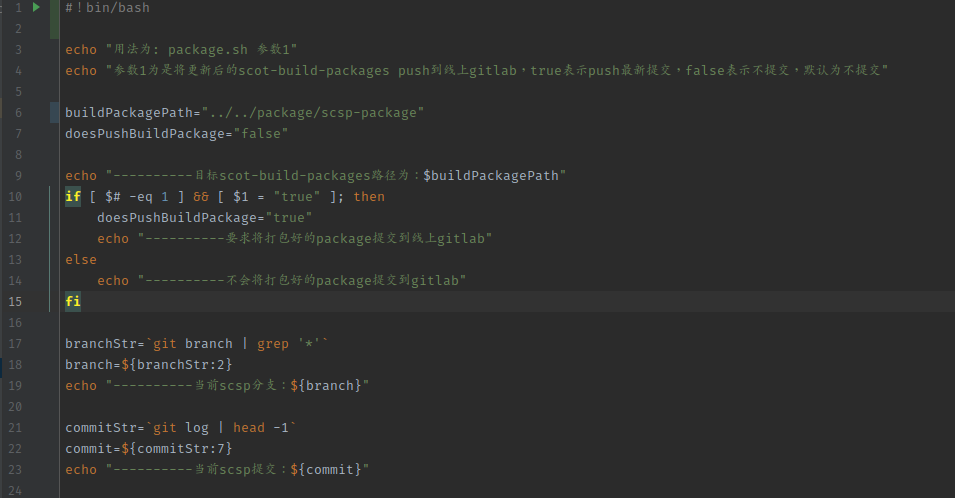 1 #！bin/bash
2
3 echo "用法为: package.sh 参数1"
4 echo "参数1为是将更新后的scot-build-packages push到线上gitlab，true表示push最新提交，false表示不提交，默认为不提交"
5
6 buildPackagePath="../../package/scsp-package"
7 doesPushBuildPackage="false"
8
9 echo "----------目标scot-build-packages路径为：$buildPackagePath"
10 if [ $# -eq 1 ] && [ $1 = "true" ]; then
11     doesPushBuildPackage="true"
12     echo "----------要求将打包好的package提交到线上gitlab"
13 else
14     echo "----------不会将打包好的package提交到gitlab"
15 fi
16
17 branchStr=`git branch | grep '*'`
18 branch=${branchStr:2}
19 echo "----------当前scsp分支：${branch}"
20
21 commitStr=`git log | head -1`
22 commit=${commitStr:7}
23 echo "----------当前scsp提交：${commit}"
24